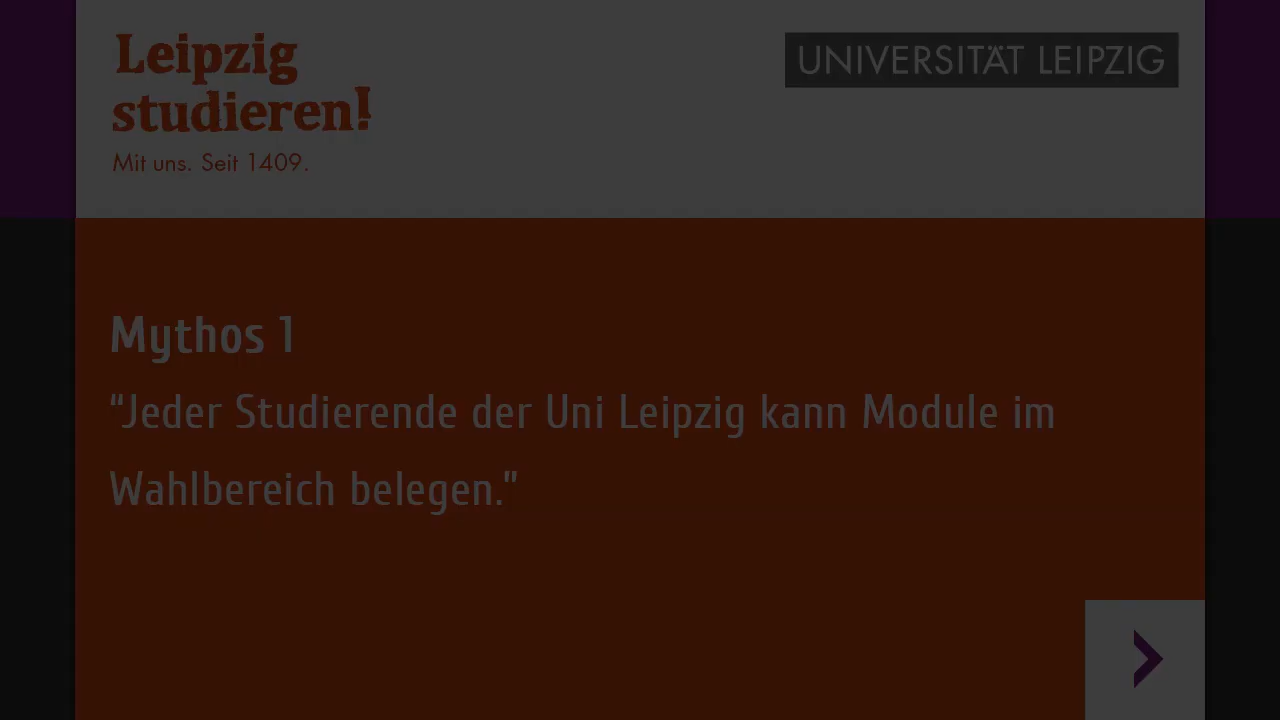 Leipzig
studieren!
Mit uns. Seit 1409.
UNIVERSITÄT LEIPZIG
Mythos 1
“Jeder Studierende der Uni Leipzig kann Module im
Wahlbereich belegen.”